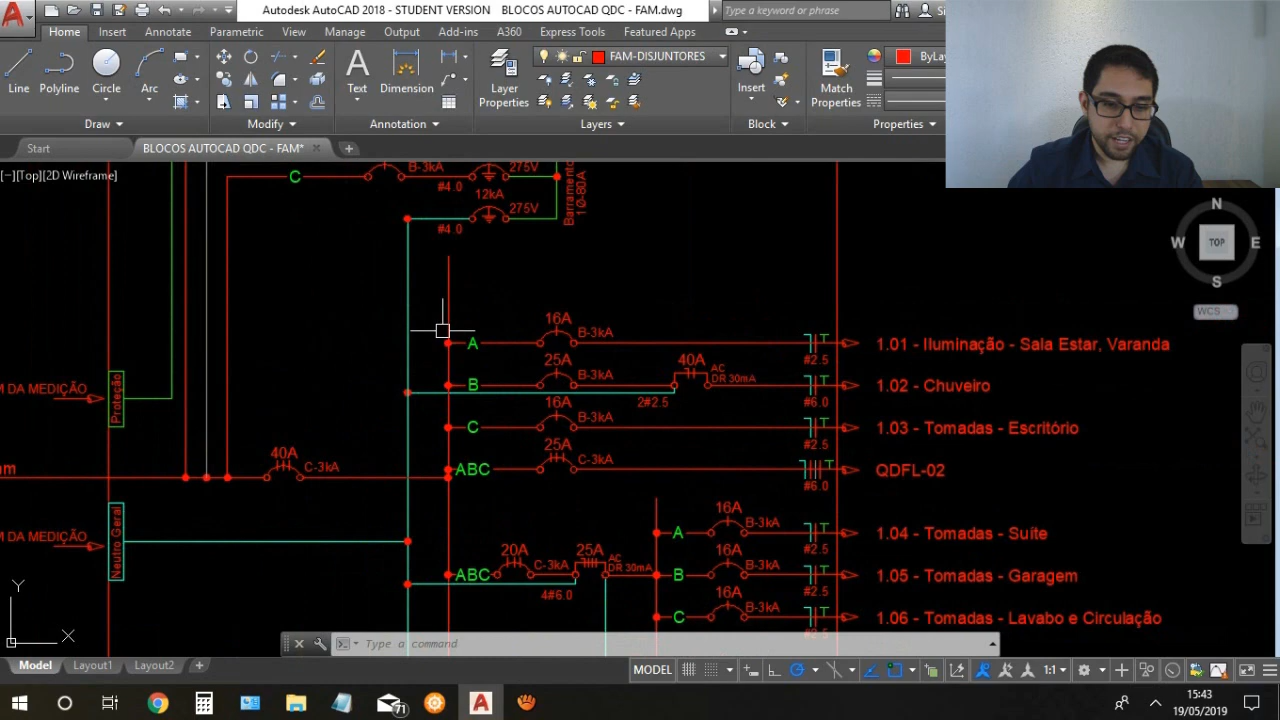 Autodesk AutoCAD 2018 - STUDENT VERSION BLOCOS AUTOCAD QDC - FAM.dwg
Type a keyword or phrase
Home Insert Annotate Parametric View Manage Output Add-ins A360 Express Tools Featured Apps
FAM-DISJUNTORES
Line Polyline Circle Arc
Text Dimension
Layer Properties
Insert
Match Properties
Draw Modify Annotation Layers Block Properties
Start
BLOCOS AUTOCAD QDC - FAM*
[−][Top][2D Wireframe]
C B-3kA 275V
#4.0
12kA 275V
#4.0
Barramento
1Ø-80A
N
W TOP E
S
WCS
16A
A B-3kA T 1.01 - Iluminação - Sala Estar, Varanda
#2.5
25A 40A
B B-3kA AC T 1.02 - Chuveiro
DR 30mA
2#2.5 #6.0
16A
C B-3kA T 1.03 - Tomadas - Escritório
#2.5
25A
ABC C-3kA T QDFL-02
#6.0
M DA MEDIÇÃO
Proteção
am
40A
C-3kA
M DA MEDIÇÃO
Neutro Geral
16A
A B-3kA T 1.04 - Tomadas - Suíte
#2.5
20A 25A 16A
ABC C-3kA AC B B-3kA T 1.05 - Tomadas - Garagem
DR 30mA
4#6.0 #2.5
16A
C B-3kA T 1.06 - Tomadas - Lavabo e Circulação
#2.5
Y
X
Type a command
Model Layout1 Layout2
MODEL 1:1
71
15:43
19/05/2019